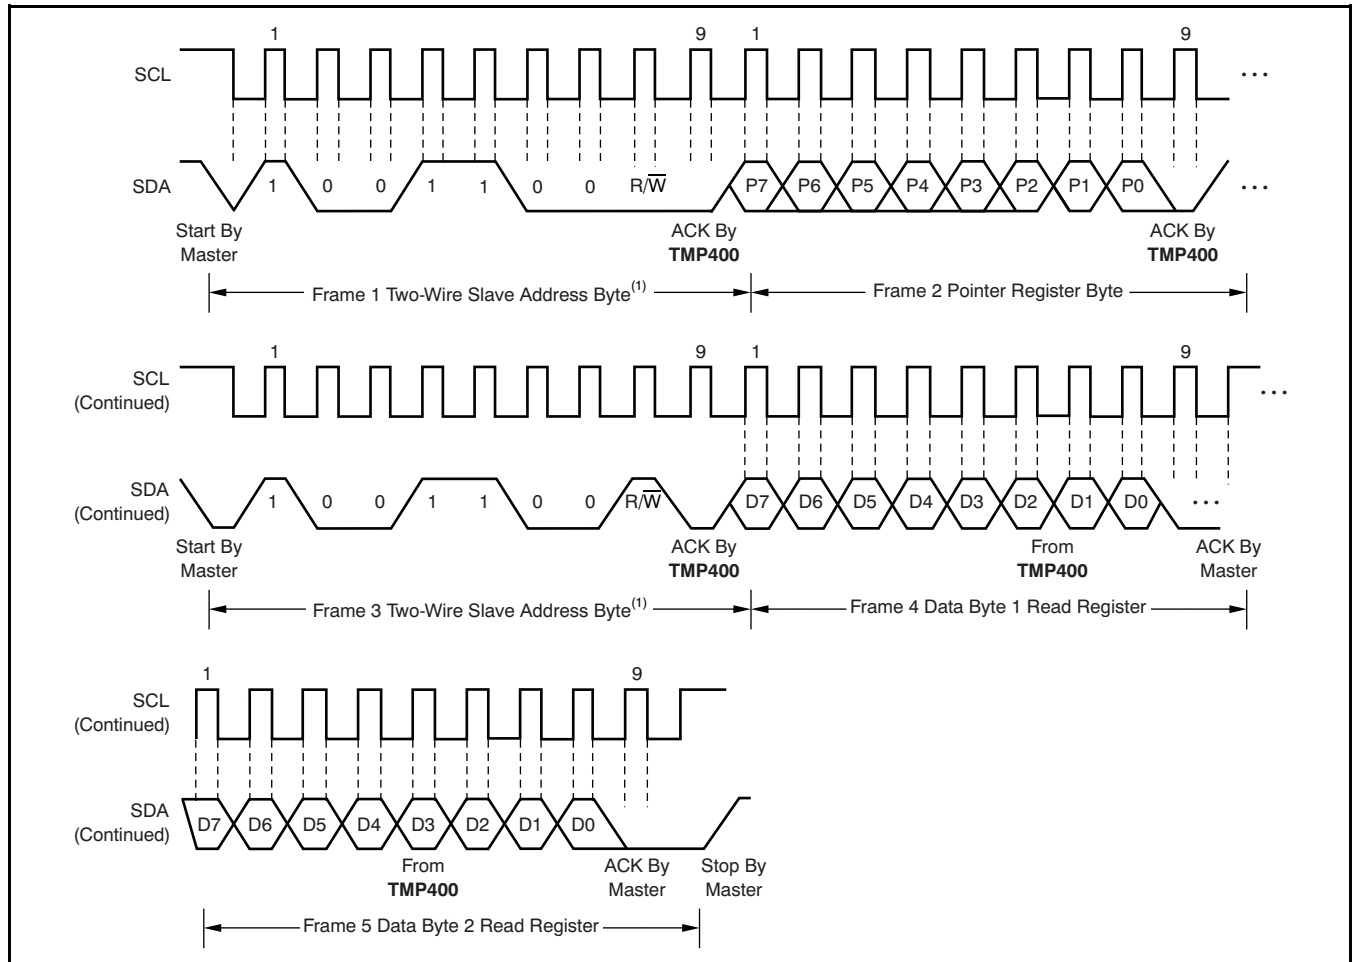 1 9 1 9
SCL ...
SDA 1 0 0 1 1 0 0 R/W̅ P7 P6 P5 P4 P3 P2 P1 P0 ...
Start By Master
ACK By TMP400
ACK By TMP400
Frame 1 Two-Wire Slave Address Byte(1)
Frame 2 Pointer Register Byte
1 9 1 9
SCL (Continued) ...
SDA (Continued) 1 0 0 1 1 0 0 R/W̅ D7 D6 D5 D4 D3 D2 D1 D0 ...
Start By Master
ACK By TMP400
From TMP400
ACK By Master
Frame 3 Two-Wire Slave Address Byte(1)
Frame 4 Data Byte 1 Read Register
1 9
SCL (Continued)
SDA (Continued) D7 D6 D5 D4 D3 D2 D1 D0
From TMP400
ACK By Master
Stop By Master
Frame 5 Data Byte 2 Read Register